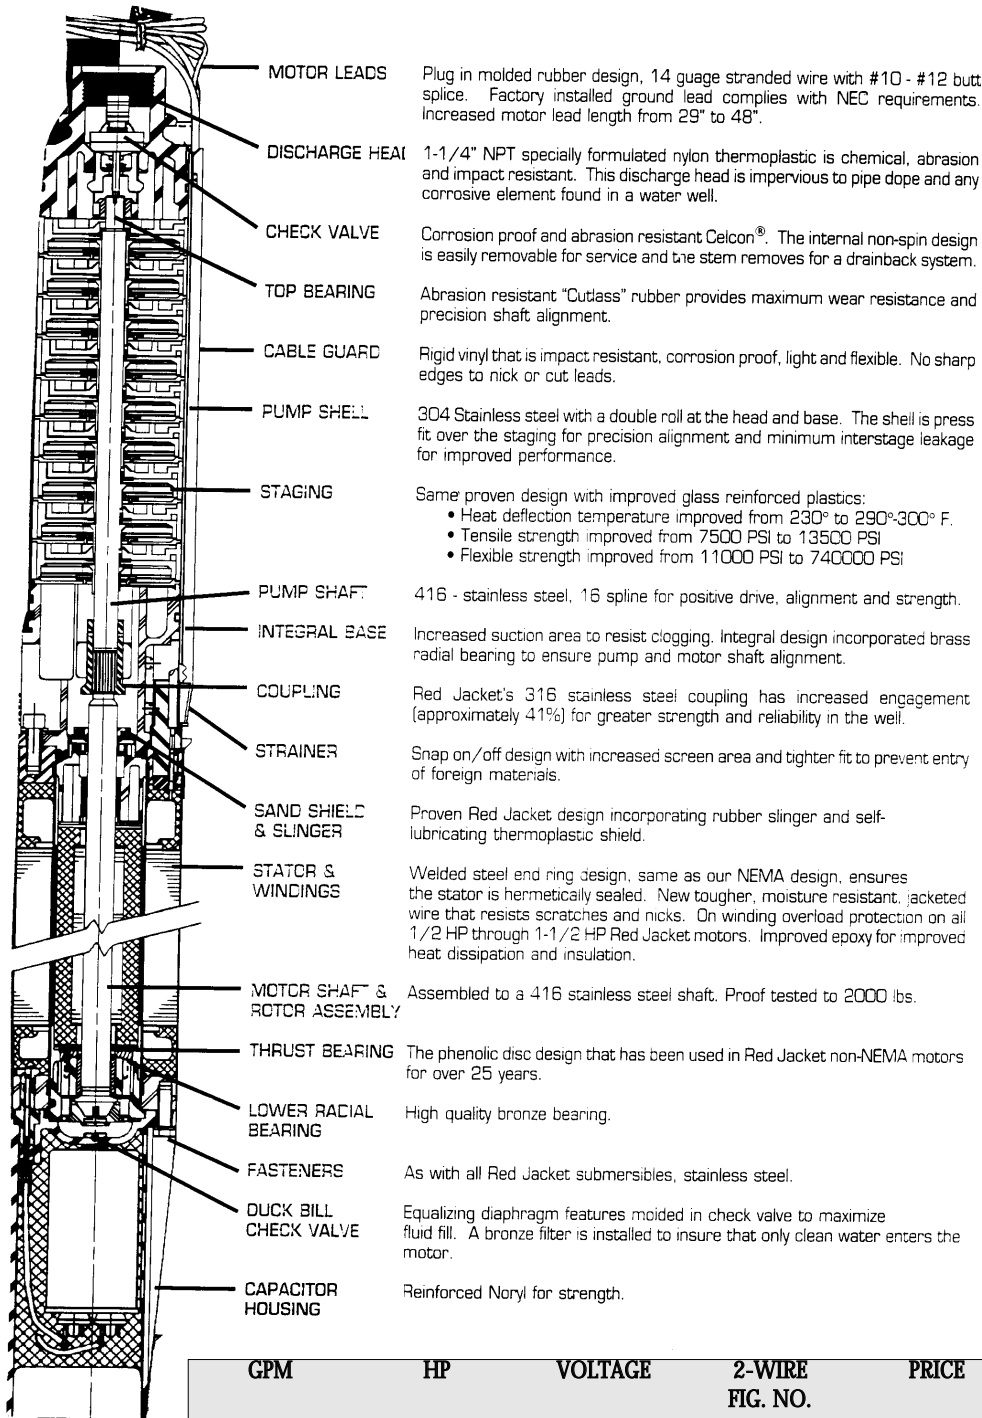 MOTOR LEADS
Plug in molded rubber design, 14 guage stranded wire with #10 - #12 butt
splice. Factory installed ground lead complies with NEC requirements.
Increased motor lead length from 29" to 48".
DISCHARGE HEAD
1-1/4" NPT specially formulated nylon thermoplastic is chemical, abrasion
and impact resistant. This discharge head is impervious to pipe dope and any
corrosive element found in a water well.
CHECK VALVE
Corrosion proof and abrasion resistant Celcon®. The internal non-spin design
is easily removable for service and the stem removes for a drainback system.
TOP BEARING
Abrasion resistant "Cutlass" rubber provides maximum wear resistance and
precision shaft alignment.
CABLE GUARD
Rigid vinyl that is impact resistant, corrosion proof, light and flexible. No sharp
edges to nick or cut leads.
PUMP SHELL
304 Stainless steel with a double roll at the head and base. The shell is press
fit over the staging for precision alignment and minimum interstage leakage
for improved performance.
STAGING
Same proven design with improved glass reinforced plastics:
• Heat deflection temperature improved from 230° to 290°-300° F.
• Tensile strength improved from 7500 PSI to 13500 PSI
• Flexible strength improved from 11000 PSI to 740000 PSI
PUMP SHAFT
416 - stainless steel, 16 spline for positive drive, alignment and strength.
INTEGRAL BASE
Increased suction area to resist clogging. Integral design incorporated brass
radial bearing to ensure pump and motor shaft alignment.
COUPLING
Red Jacket's 316 stainless steel coupling has increased engagement
(approximately 41%) for greater strength and reliability in the well.
STRAINER
Snap on/off design with increased screen area and tighter fit to prevent entry
of foreign materials.
SAND SHIELD
& SLINGER
Proven Red Jacket design incorporating rubber slinger and self-
lubricating thermoplastic shield.
STATOR &
WINDINGS
Welded steel end ring design, same as our NEMA design, ensures
the stator is hermetically sealed. New tougher, moisture resistant, jacketed
wire that resists scratches and nicks. On winding overload protection on all
1/2 HP through 1-1/2 HP Red Jacket motors. Improved epoxy for improved
heat dissipation and insulation.
MOTOR SHAFT &
ROTOR ASSEMBLY
Assembled to a 416 stainless steel shaft. Proof tested to 2000 lbs.
THRUST BEARING
The phenolic disc design that has been used in Red Jacket non-NEMA motors
for over 25 years.
LOWER RADIAL
BEARING
High quality bronze bearing.
FASTENERS
As with all Red Jacket submersibles, stainless steel.
DUCK BILL
CHECK VALVE
Equalizing diaphragm features molded in check valve to maximize
fluid fill. A bronze filter is installed to insure that only clean water enters the
motor.
CAPACITOR
HOUSING
Reinforced Noryl for strength.
GPM HP VOLTAGE 2-WIRE PRICE
FIG. NO.